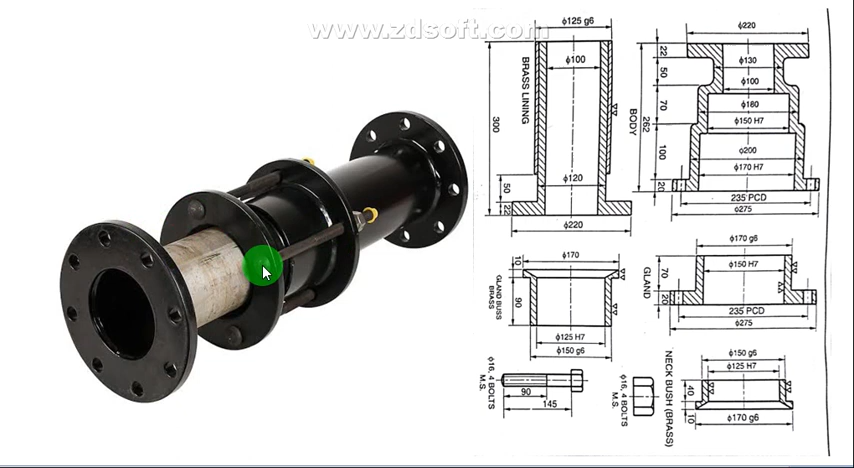 www.zdsoft.com
ϕ125 g6
ϕ100
BRASS LINING
300
ϕ120
50
22
ϕ220
ϕ220
22
ϕ130
50
ϕ100
70
ϕ180
ϕ150 H7
BODY
262
100
ϕ200
ϕ170 H7
20
235 PCD
ϕ275
ϕ170
10
GLAND BUSS
BRASS
90
ϕ125 H7
ϕ150 g6
ϕ170 g6
ϕ150 H7
70
GLAND
20
235 PCD
ϕ275
ϕ16, 4 BOLTS
M.S.
90
145
ϕ16, 4 BOLTS
M.S.
NECK BUSH (BRASS)
ϕ150 g6
ϕ125 H7
40
10
ϕ170 g6